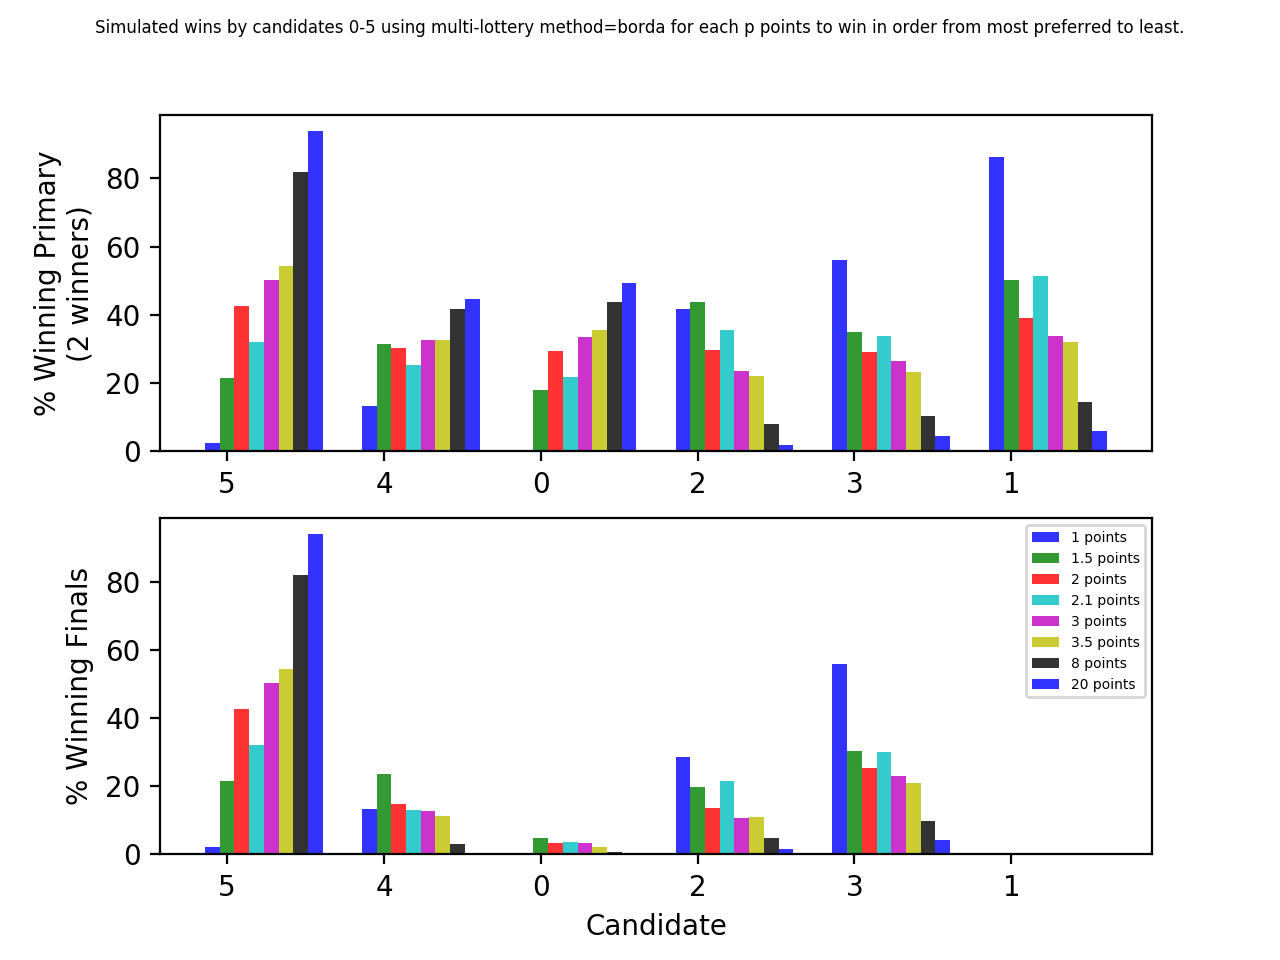 Simulated wins by candidates 0-5 using multi-lottery method=borda for each p points to win in order from most preferred to least.
% Winning Primary
(2 winners)
80
60
40
20
0
5 4 0 2 3 1
% Winning Finals
80
60
40
20
0
5 4 0 2 3 1
Candidate
1 points
1.5 points
2 points
2.1 points
3 points
3.5 points
8 points
20 points